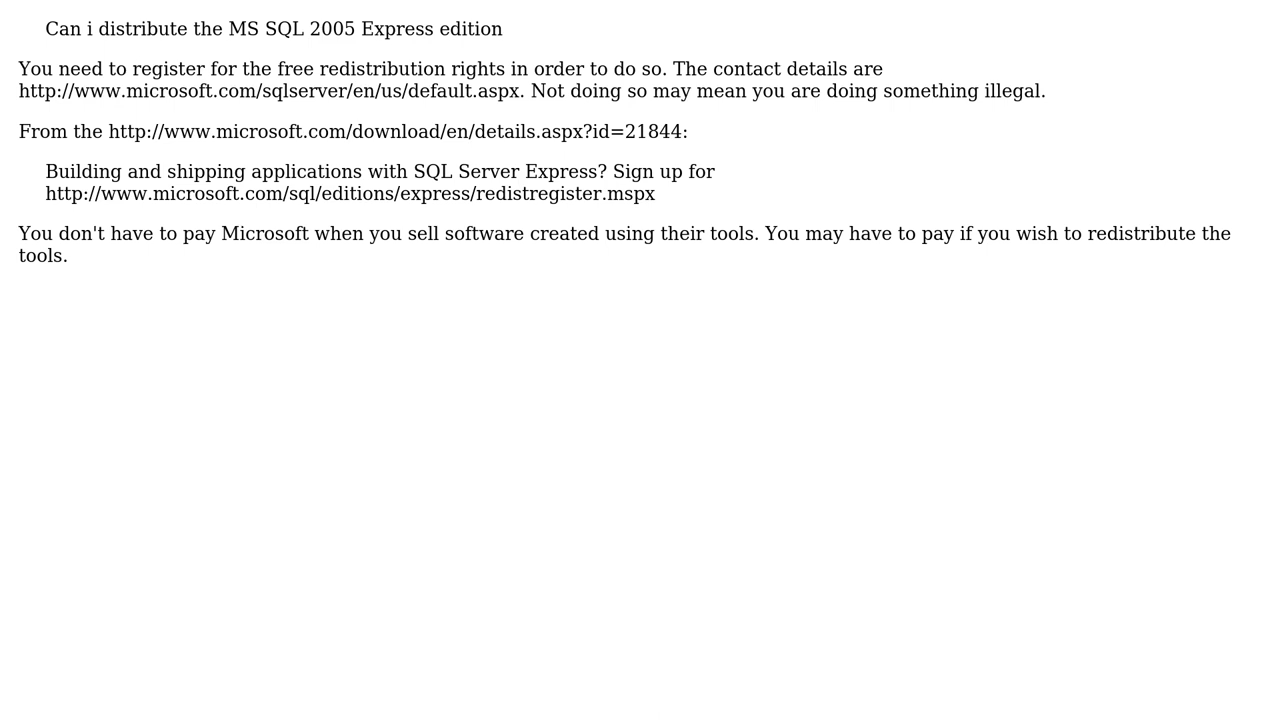 Can i distribute the MS SQL 2005 Express edition
You need to register for the free redistribution rights in order to do so. The contact details are
http://www.microsoft.com/sqlserver/en/us/default.aspx. Not doing so may mean you are doing something illegal.
From the http://www.microsoft.com/download/en/details.aspx?id=21844:
Building and shipping applications with SQL Server Express? Sign up for
http://www.microsoft.com/sql/editions/express/redistregister.mspx
You don't have to pay Microsoft when you sell software created using their tools. You may have to pay if you wish to redistribute the
tools.